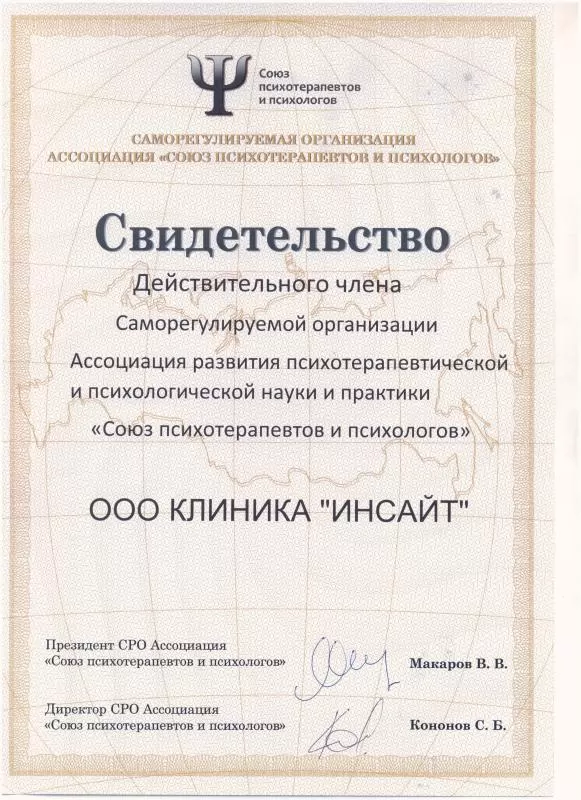 Союз
психотерапевтов
и психологов
САМОРЕГУЛИРУЕМАЯ ОРГАНИЗАЦИЯ
АССОЦИАЦИЯ «СОЮЗ ПСИХОТЕРАПЕВТОВ И ПСИХОЛОГОВ»
Свидетельство
Действительного члена
Саморегулируемой организации
Ассоциация развития психотерапевтической
и психологической науки и практики
«Союз психотерапевтов и психологов»
ООО КЛИНИКА "ИНСАЙТ"
Президент СРО Ассоциация
«Союз психотерапевтов и психологов»
Макаров В. В.
Директор СРО Ассоциация
«Союз психотерапевтов и психологов»
Кононов С. Б.